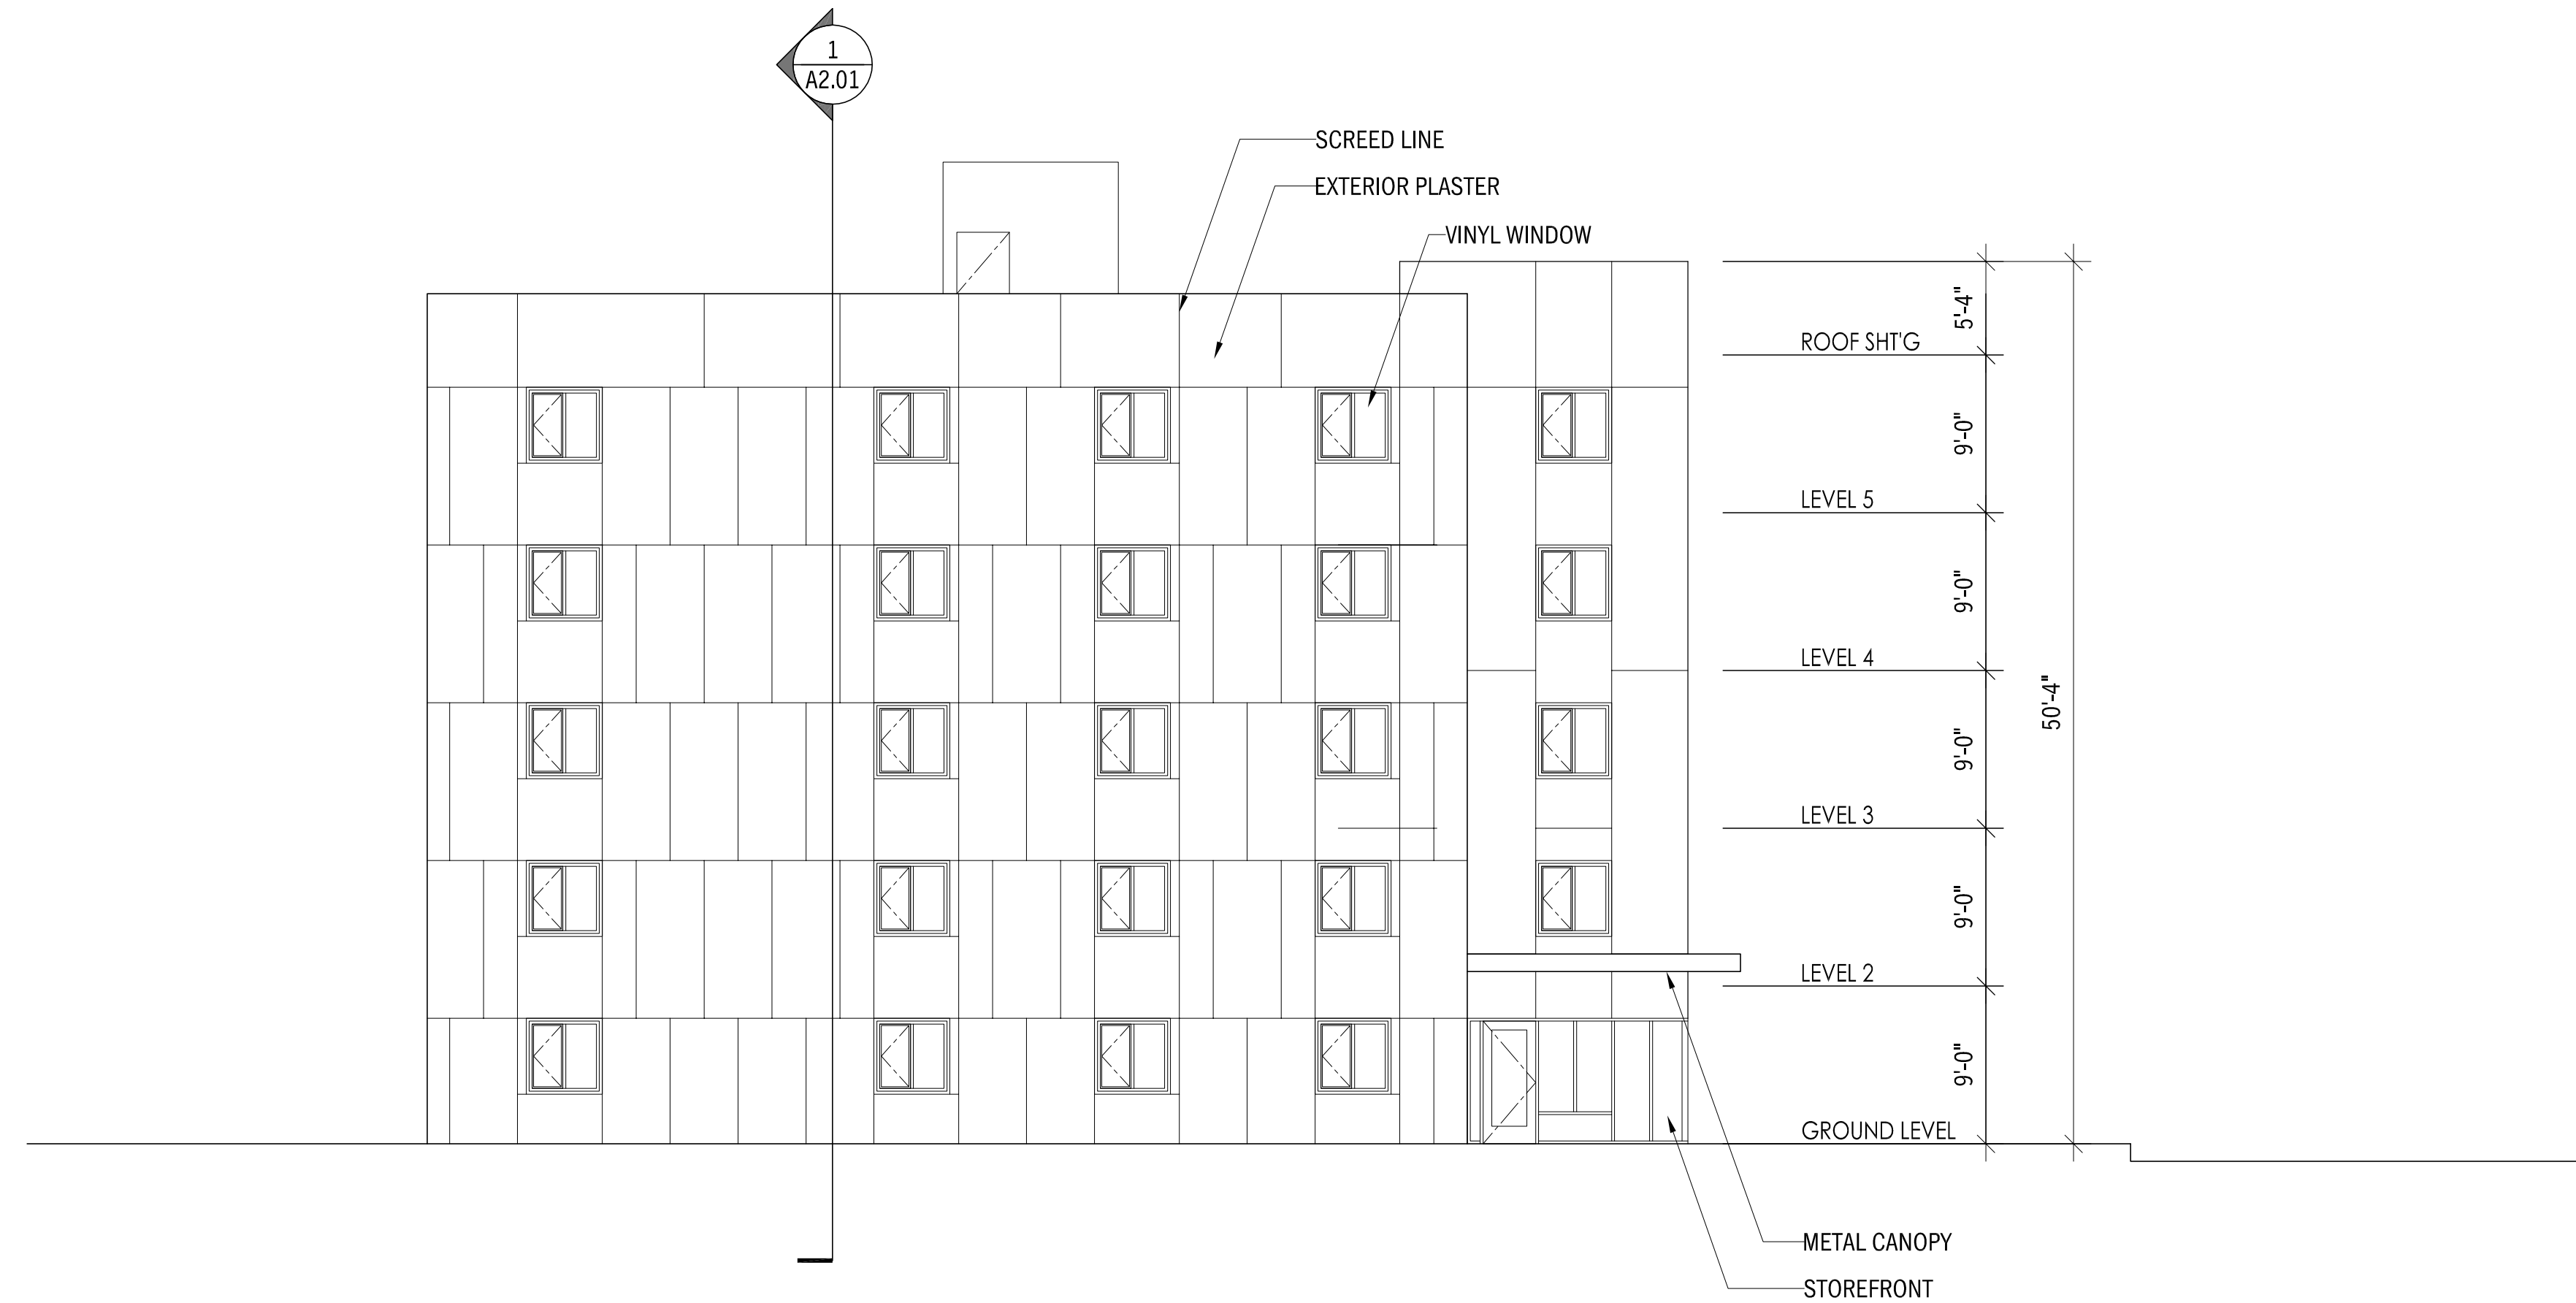 1
A2.01
SCREED LINE
EXTERIOR PLASTER
VINYL WINDOW
5'-4"
ROOF SHT'G
9'-0"
LEVEL 5
9'-0"
LEVEL 4
9'-0"
50'-4"
LEVEL 3
9'-0"
LEVEL 2
9'-0"
GROUND LEVEL
METAL CANOPY
STOREFRONT